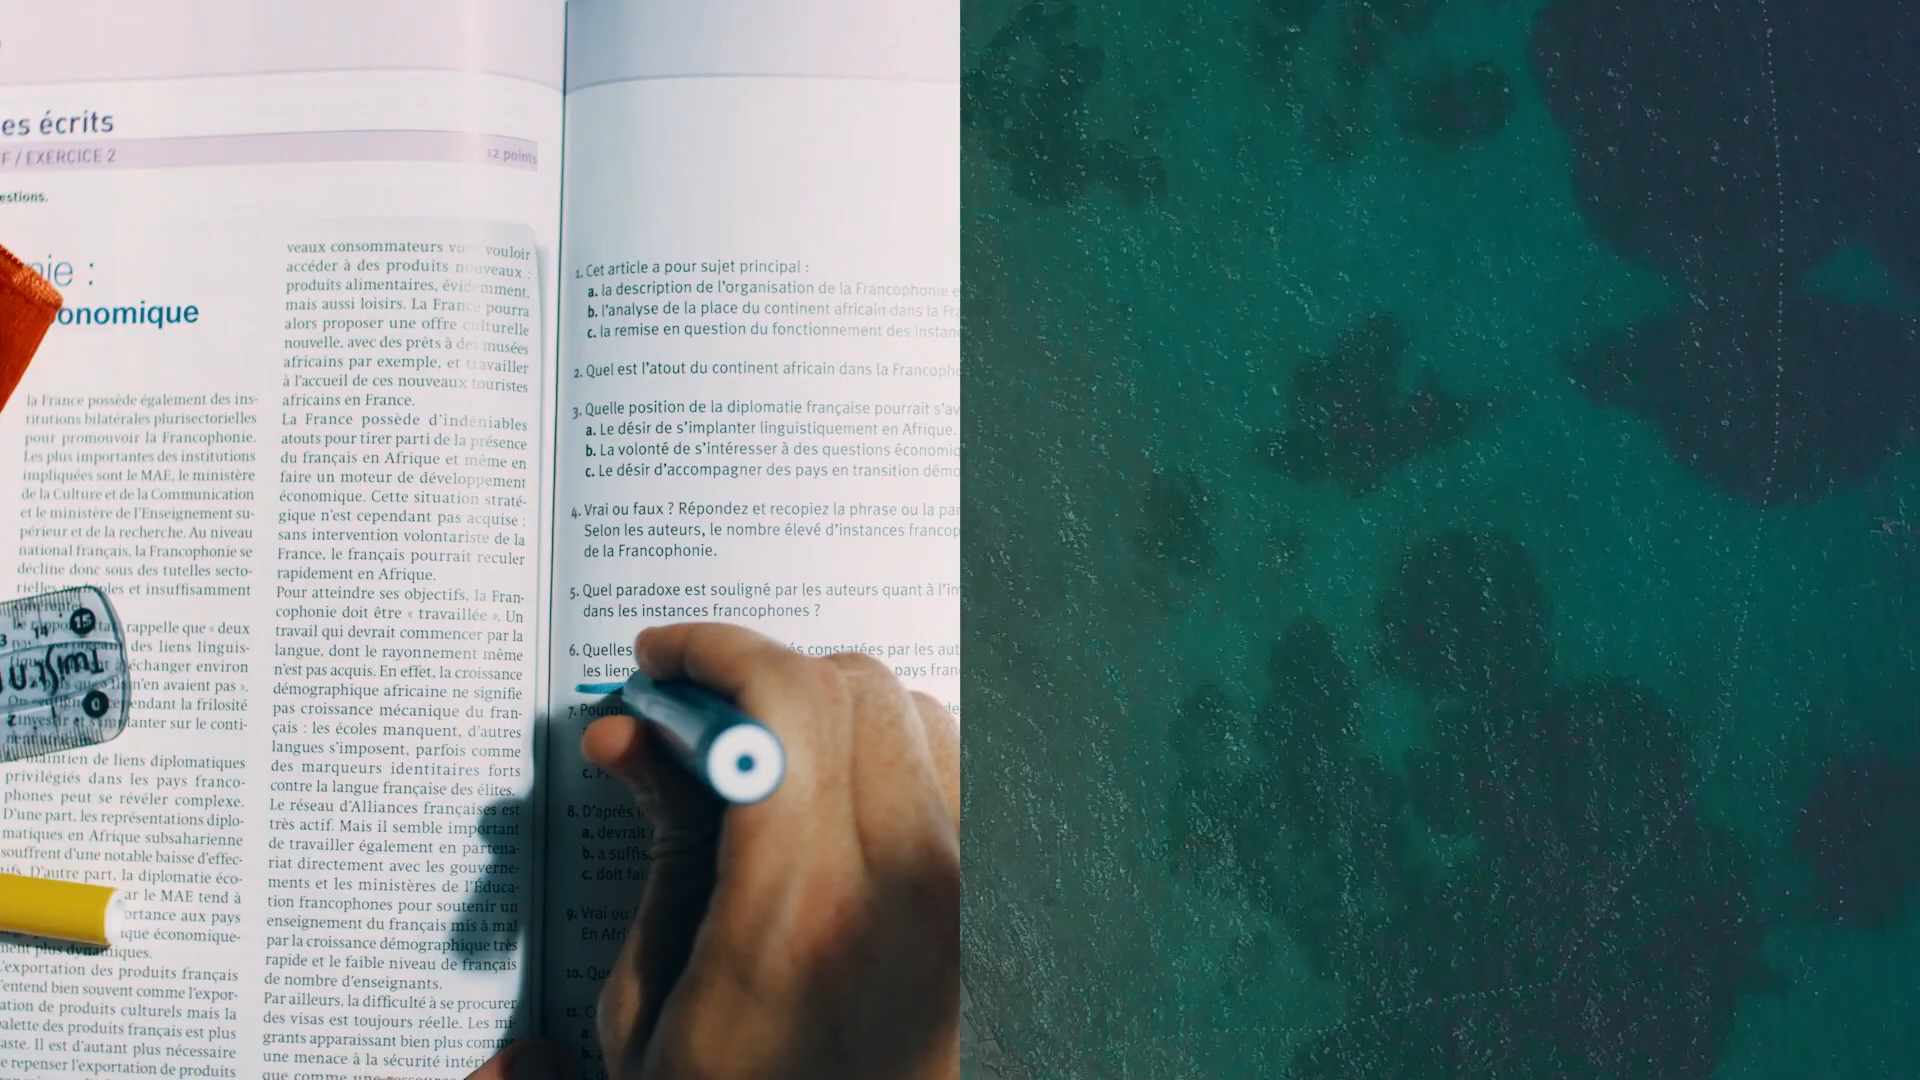 es écrits
F / EXERCICE 2
12 points
estions.
nie :
onomique
la France possède également des ins-
titutions bilatérales plurisectorielles
pour promouvoir la Francophonie.
Les plus importantes des institutions
impliquées sont le MAE, le ministère
de la Culture et de la Communication
et le ministère de l'Enseignement su-
périeur et de la recherche. Au niveau
national français, la Francophonie se
décline donc sous des tutelles secto-
rielles et insuffisamment
rappelle que « deux
des liens linguis-
échanger environ
n'en avaient pas ».
la frilosité
investir et s'implanter sur le conti-
nent
maintien de liens diplomatiques
privilégiés dans les pays franco-
phones peut se révéler complexe.
D'une part, les représentations diplo-
matiques en Afrique subsaharienne
souffrent d'une notable baisse d'effec-
tifs. D'autre part, la diplomatie éco-
ar le MAE tend à
ortance aux pays
ique économique-
ment plus dynamiques.
L'exportation des produits français
s'entend bien souvent comme l'expor-
ation de produits culturels mais la
palette des produits français est plus
aste. Il est d'autant plus nécessaire
e repenser l'exportation de produits
veaux consommateurs vont vouloir
accéder à des produits nouveaux :
produits alimentaires, évidemment,
mais aussi loisirs. La France pourra
alors proposer une offre culturelle
nouvelle, avec des prêts à des musées
africains par exemple, et travailler
à l'accueil de ces nouveaux touristes
africains en France.
La France possède d'indéniables
atouts pour tirer parti de la présence
du français en Afrique et même en
faire un moteur de développement
économique. Cette situation straté-
gique n'est cependant pas acquise :
sans intervention volontariste de la
France, le français pourrait reculer
rapidement en Afrique.
Pour atteindre ses objectifs, la Fran-
cophonie doit être « travaillée ». Un
travail qui devrait commencer par la
langue, dont le rayonnement même
n'est pas acquis. En effet, la croissance
démographique africaine ne signifie
pas croissance mécanique du fran-
çais : les écoles manquent, d'autres
langues s'imposent, parfois comme
des marqueurs identitaires forts
contre la langue française des élites.
Le réseau d'Alliances françaises est
très actif. Mais il semble important
de travailler également en partena-
riat directement avec les gouverne-
ments et les ministères de l'Éduca-
tion francophones pour soutenir un
enseignement du français mis à mal
par la croissance démographique très
rapide et le faible niveau de français
de nombre d'enseignants.
Par ailleurs, la difficulté à se procurer
des visas est toujours réelle. Les mi-
grants apparaissant bien plus comme
une menace à la sécurité
que comme une
1. Cet article a pour sujet principal :
a. la description de l'organisation de la Francophonie e
b. l'analyse de la place du continent africain dans la Fra
c. la remise en question du fonctionnement des instan
2. Quel est l'atout du continent africain dans la Francopho
3. Quelle position de la diplomatie française pourrait s'av
a. Le désir de s'implanter linguistiquement en Afrique.
b. La volonté de s'intéresser à des questions économic
c. Le désir d'accompagner des pays en transition démo
4. Vrai ou faux ? Répondez et recopiez la phrase ou la par
Selon les auteurs, le nombre élevé d'instances francop
de la Francophonie.
5. Quel paradoxe est souligné par les auteurs quant à l'in
dans les instances francophones ?
6. Quelles és constatées par les aut
les liens pays fran
7. Pourq de
c. P
8. D'après l
a. devrait
b. a suffis
c. doit fai
9. Vrai ou f
En Afri
10. Que
11. C
a.
b.
14 15
3
2 0
twist'n